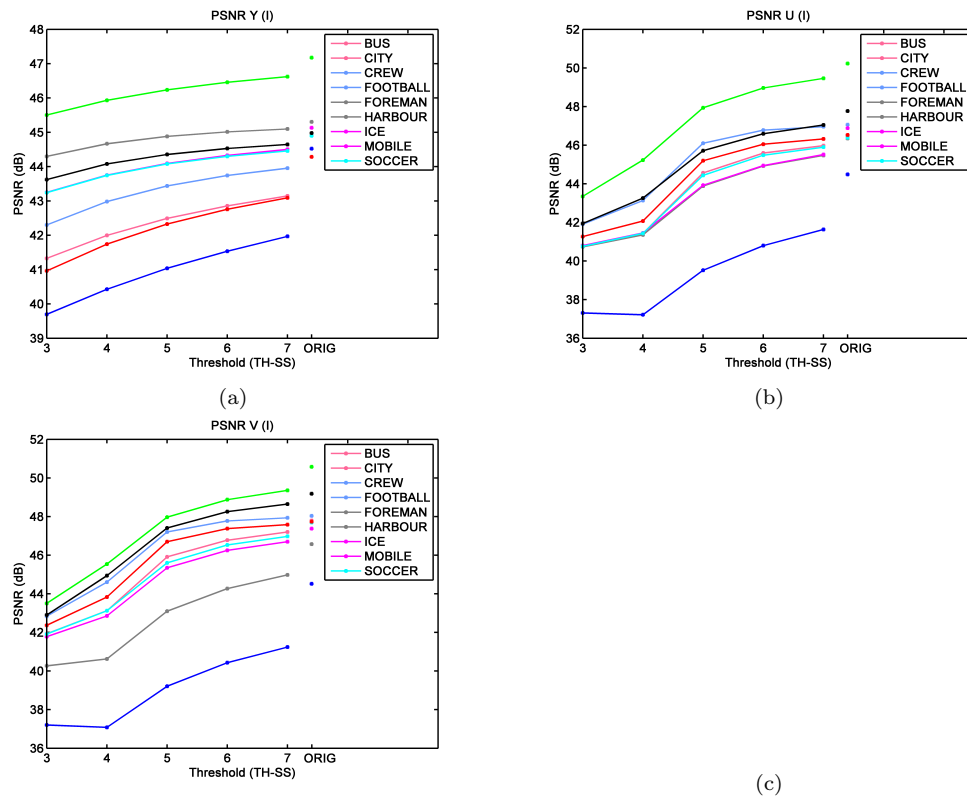 PSNR Y (I)
48
47
46
45
44
43
42
41
40
39
PSNR (dB)
3 4 5 6 7 ORIG
Threshold (TH-SS)
BUS
CITY
CREW
FOOTBALL
FOREMAN
HARBOUR
ICE
MOBILE
SOCCER
(a)
PSNR U (I)
52
50
48
46
44
42
40
38
36
PSNR (dB)
3 4 5 6 7 ORIG
Threshold (TH-SS)
BUS
CITY
CREW
FOOTBALL
FOREMAN
HARBOUR
ICE
MOBILE
SOCCER
(b)
PSNR V (I)
52
50
48
46
44
42
40
38
36
PSNR (dB)
3 4 5 6 7 ORIG
Threshold (TH-SS)
BUS
CITY
CREW
FOOTBALL
FOREMAN
HARBOUR
ICE
MOBILE
SOCCER
(c)